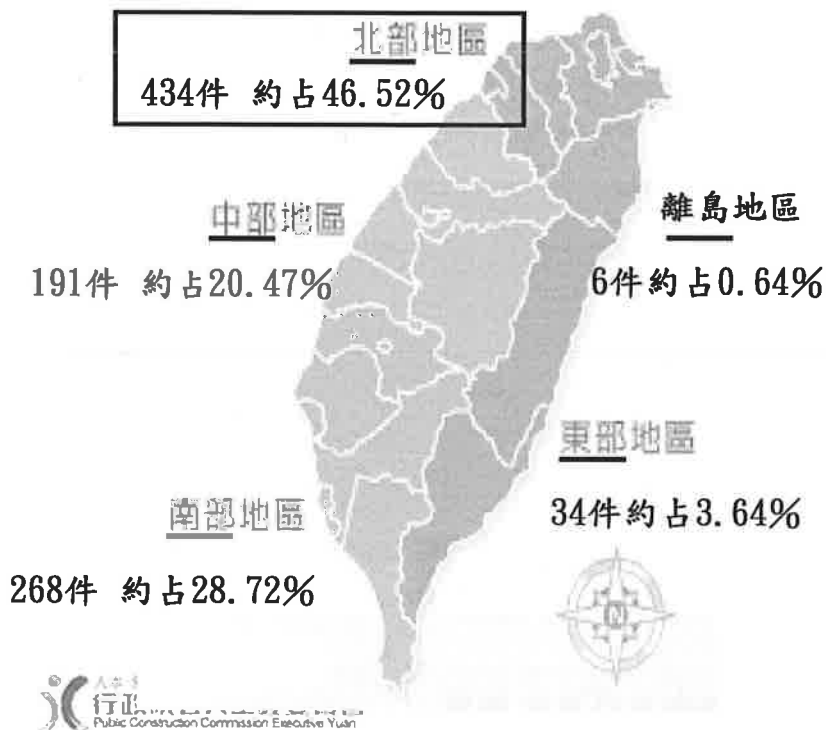 北部地區
434件 約占46.52%
中部地區
191件 約占20.47%
離島地區
6件約占0.64%
東部地區
34件約占3.64%
南部地區
268件 約占28.72%
N
行政院
Public Construction Commission Executive Yuan